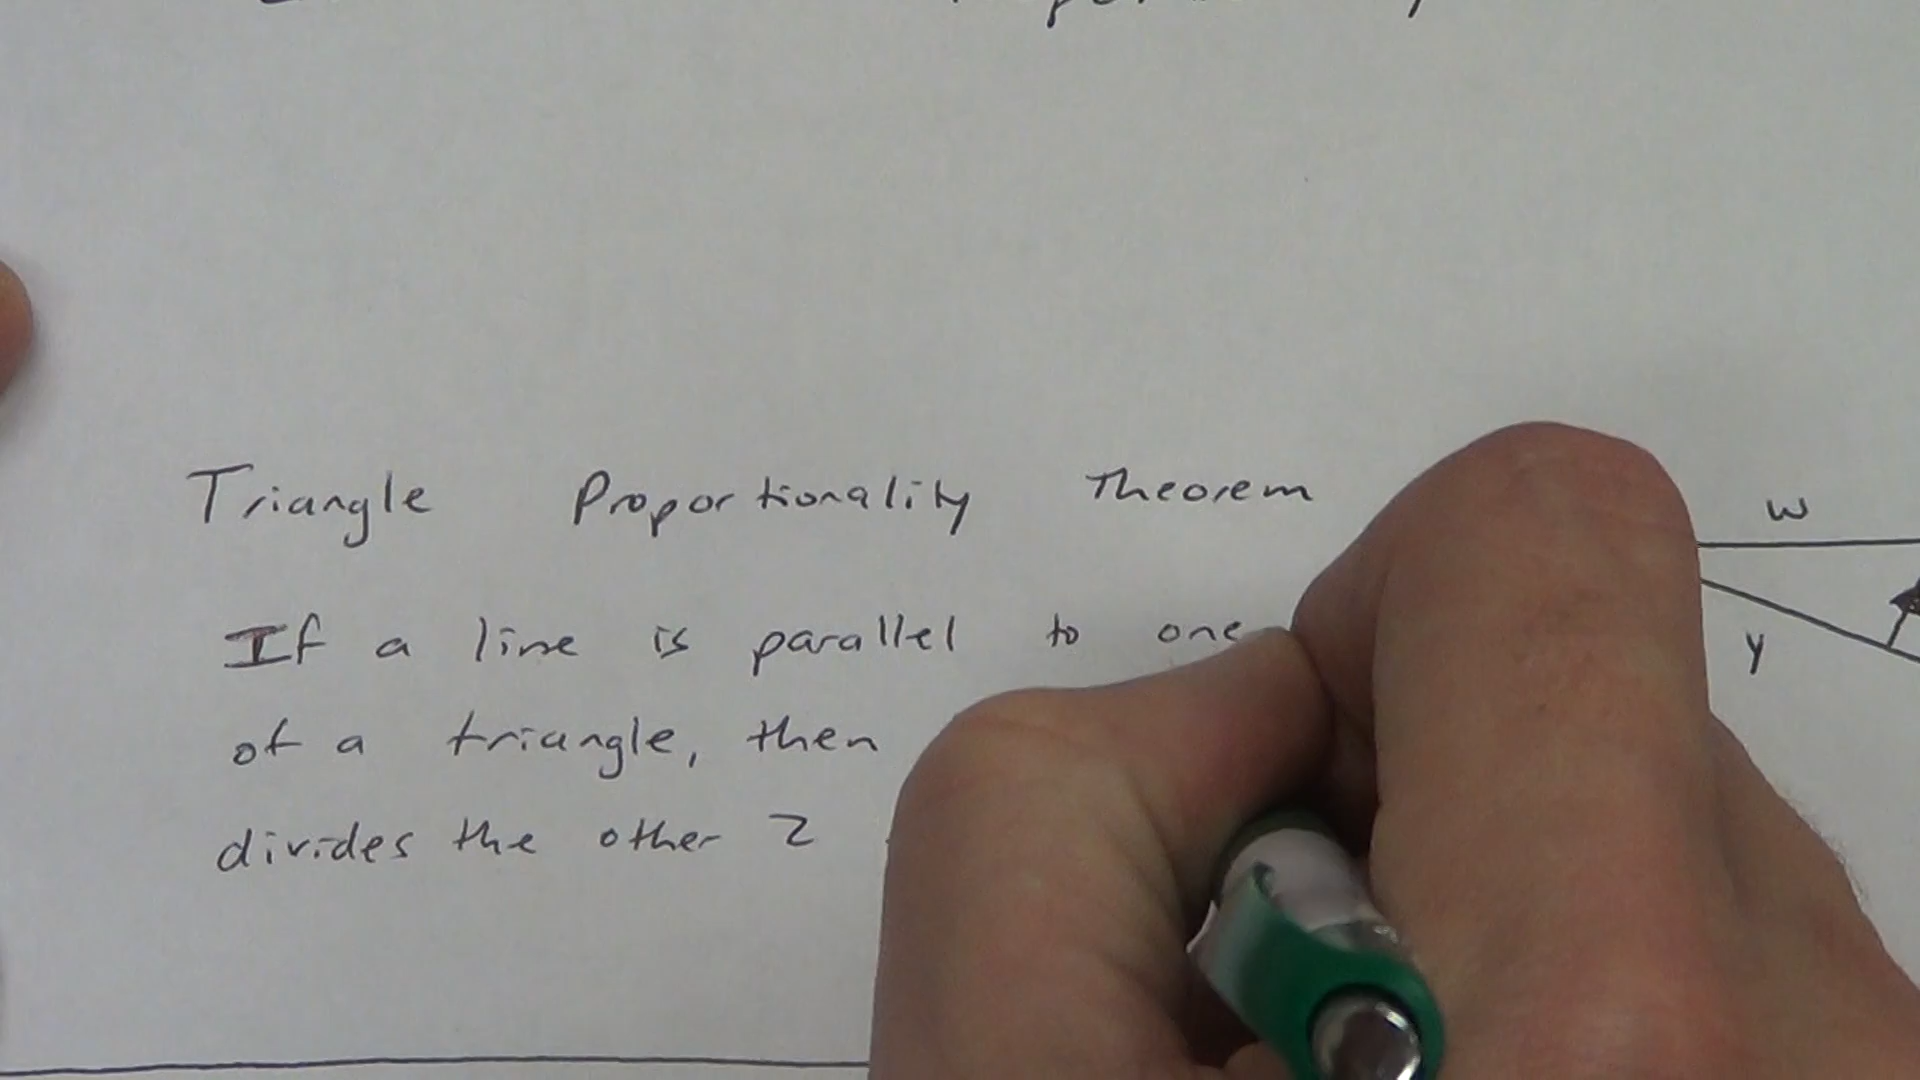 Triangle Proportionality Theorem
w
If a line is parallel to one
y
of a triangle, then
divides the other 2